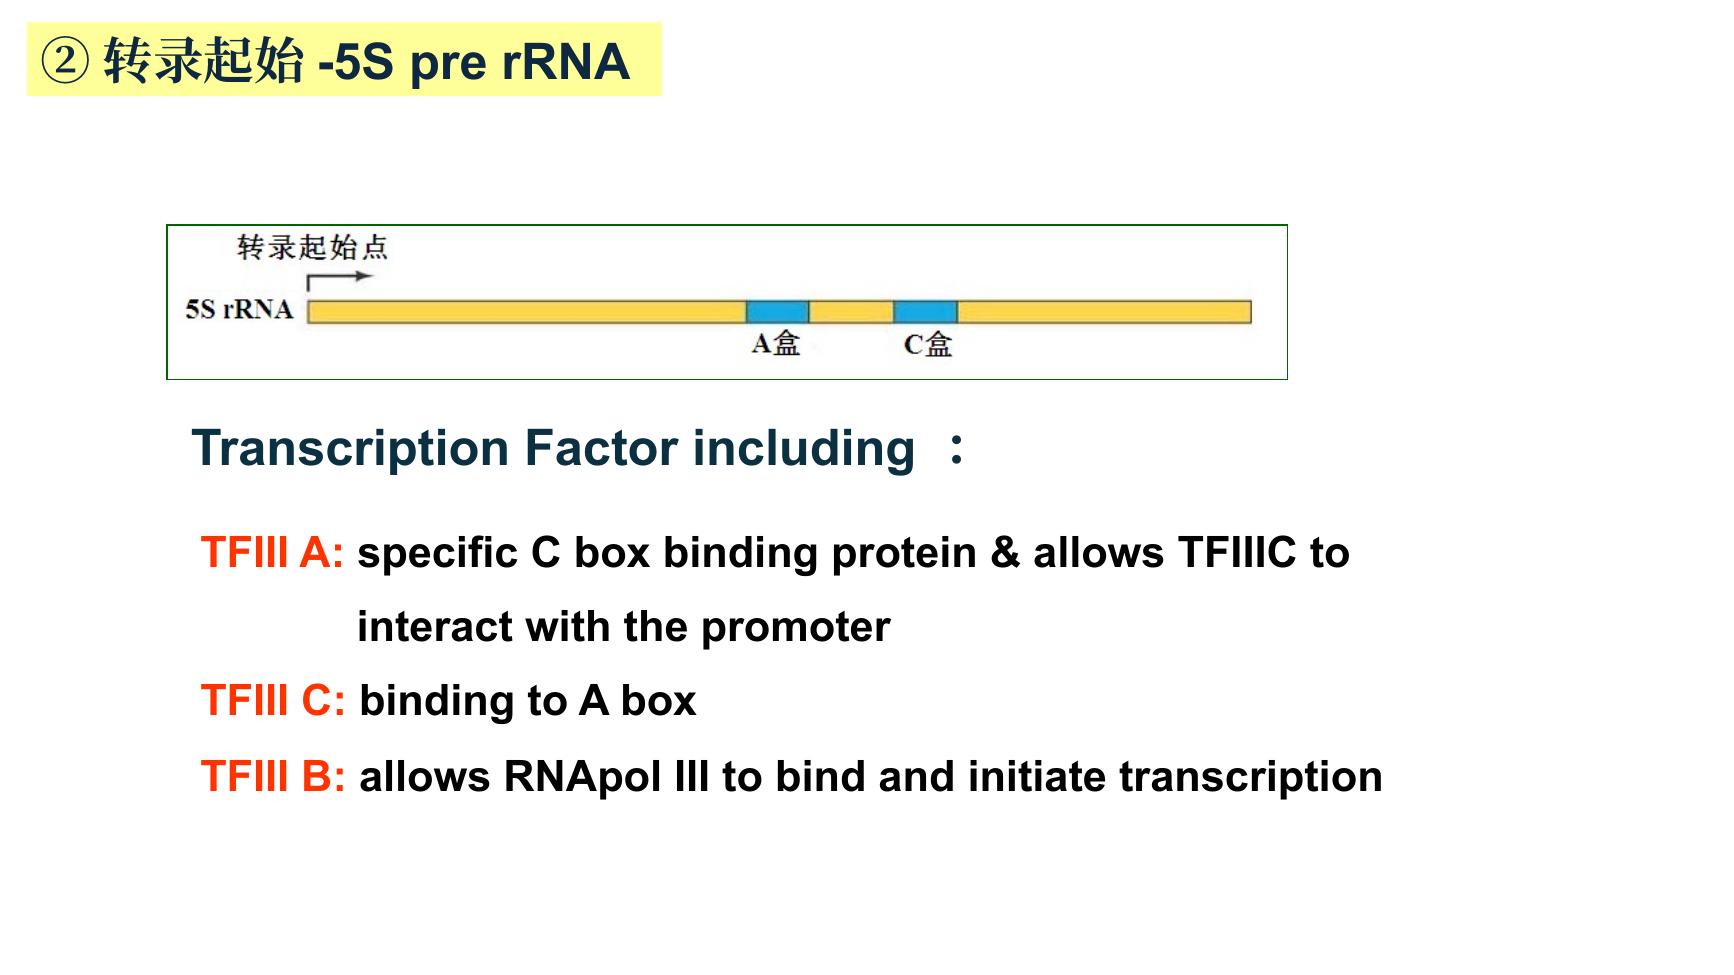 ② 转录起始 -5S pre rRNA
转录起始点
5S rRNA
A盒
C盒
Transcription Factor including ：
TFIII A: specific C box binding protein & allows TFIIIC to
interact with the promoter
TFIII C: binding to A box
TFIII B: allows RNApol III to bind and initiate transcription